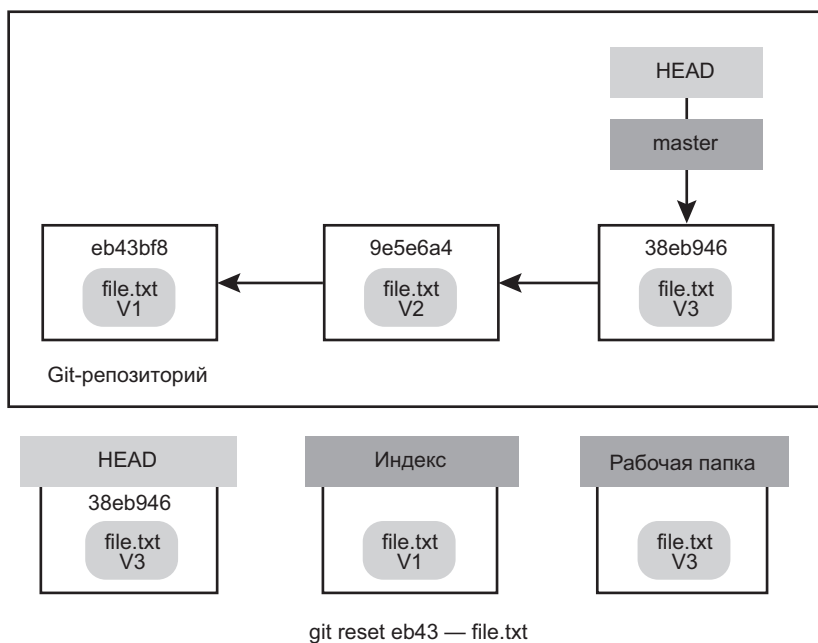 HEAD
master
eb43bf8
file.txt
V1
9e5e6a4
file.txt
V2
38eb946
file.txt
V3
Git-репозиторий
HEAD
38eb946
file.txt
V3
Индекс
file.txt
V1
Рабочая папка
file.txt
V3
git reset eb43 — file.txt